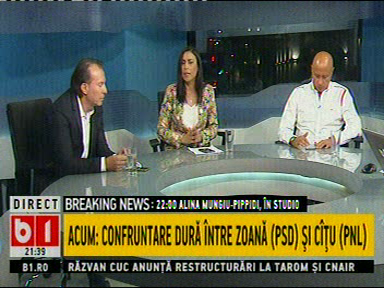 DIRECT
BREAKING NEWS : 22:00 ALINA MUNGIU-PIPPIDI, ÎN STUDIO
b1
ACUM: CONFRUNTARE DURĂ ÎNTRE ZOANĂ (PSD) ȘI CÎȚU (PNL)
21:39
B1.RO RĂZVAN CUC ANUNȚĂ RESTRUCTURĂRI LA TAROM ȘI CNAIR